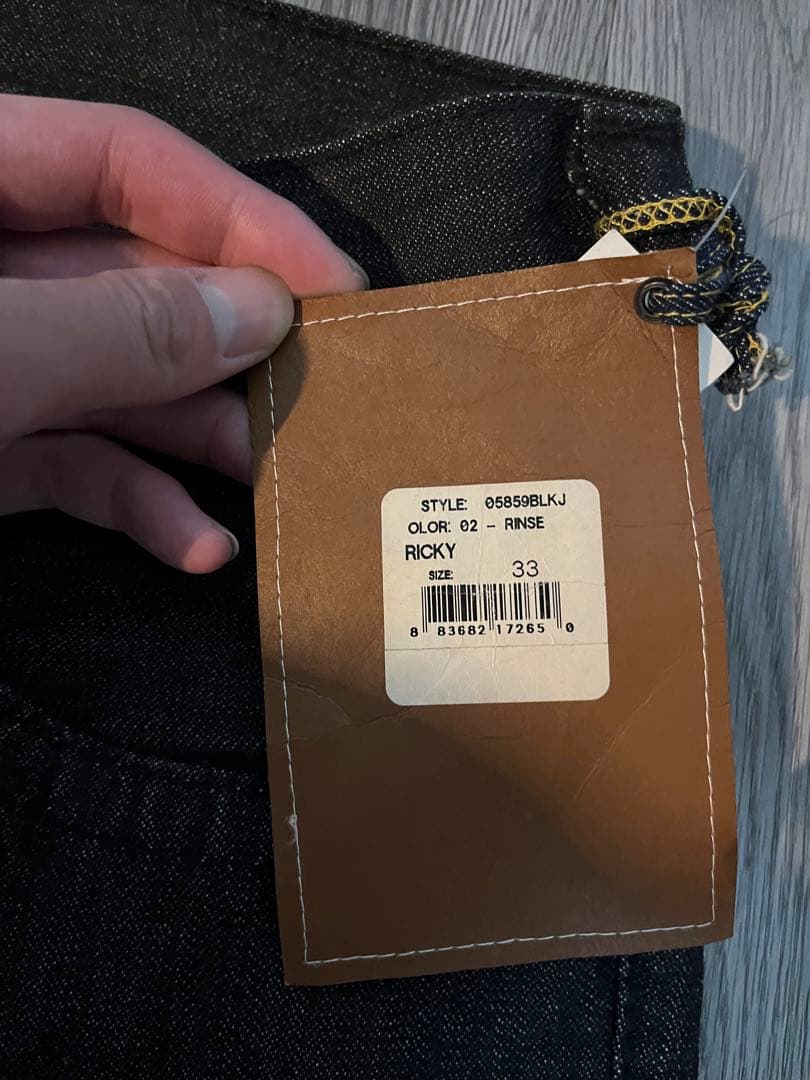 STYLE: 05859BLKJ
OLOR: 02 - RINSE
RICKY
SIZE: 33
8 83682 17265 0